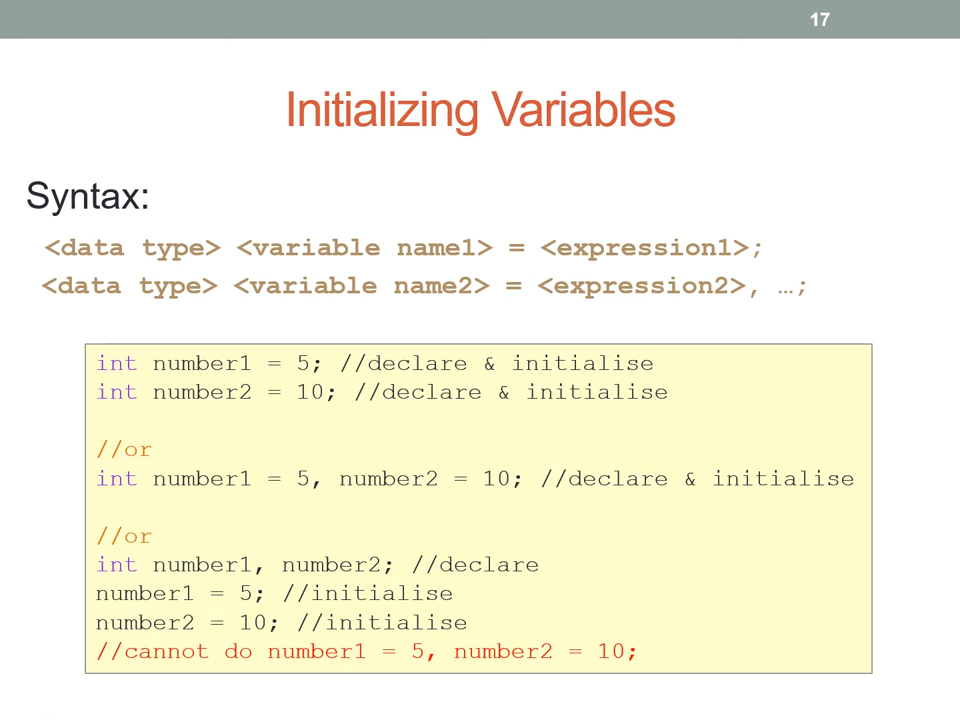 17
Initializing Variables
Syntax:
<data type> <variable name1> = <expression1>;
<data type> <variable name2> = <expression2>, …;
int number1 = 5; //declare & initialise
int number2 = 10; //declare & initialise
//or
int number1 = 5, number2 = 10; //declare & initialise
//or
int number1, number2; //declare
number1 = 5; //initialise
number2 = 10; //initialise
//cannot do number1 = 5, number2 = 10;